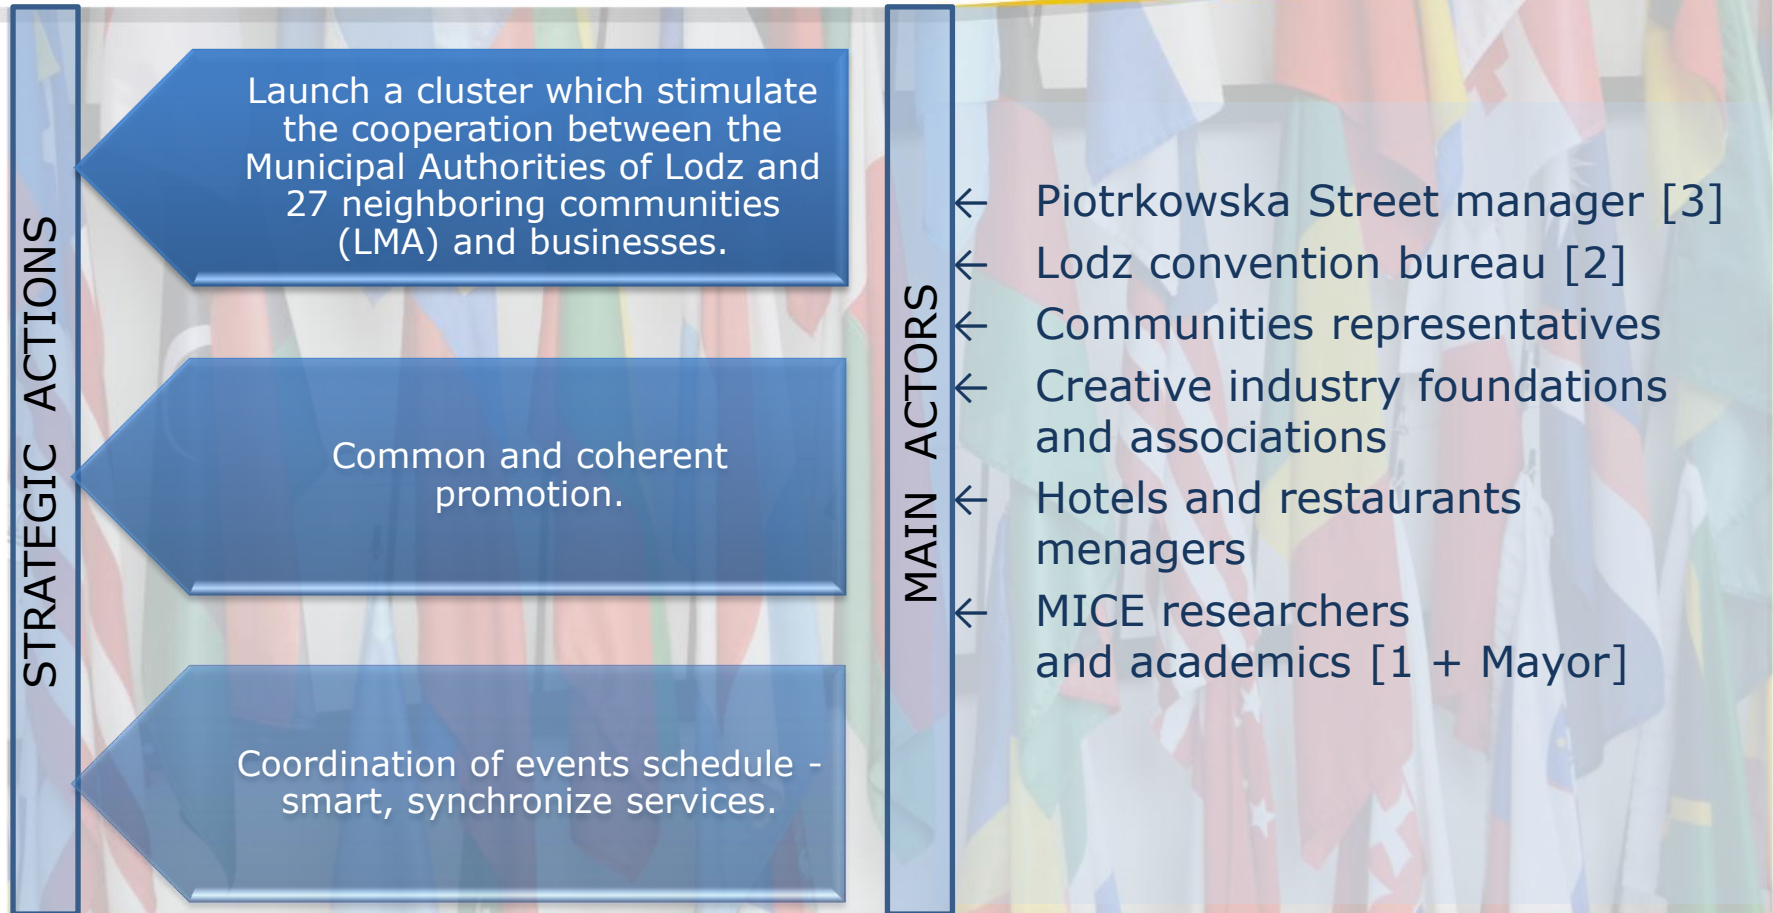 STRATEGIC ACTIONS
Launch a cluster which stimulate
the cooperation between the
Municipal Authorities of Lodz and
27 neighboring communities
(LMA) and businesses.
Common and coherent
promotion.
Coordination of events schedule -
smart, synchronize services.
MAIN ACTORS
← Piotrkowska Street manager [3]
← Lodz convention bureau [2]
← Communities representatives
← Creative industry foundations
and associations
← Hotels and restaurants
menagers
← MICE researchers
and academics [1 + Mayor]